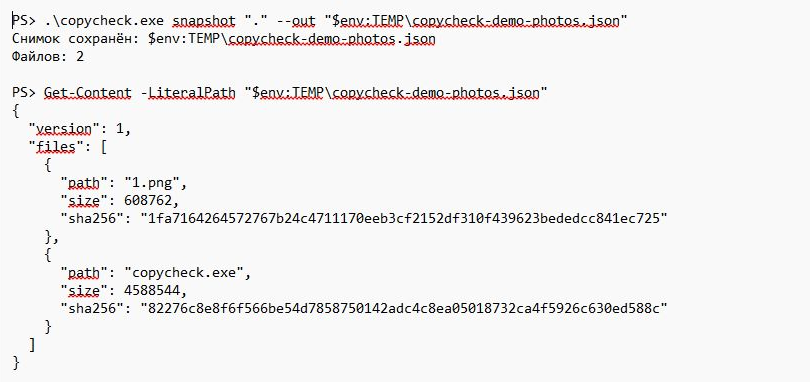 PS> .\copycheck.exe snapshot "." --out "$env:TEMP\copycheck-demo-photos.json"
Снимок сохранён: $env:TEMP\copycheck-demo-photos.json
Файлов: 2

PS> Get-Content -LiteralPath "$env:TEMP\copycheck-demo-photos.json"
{
  "version": 1,
  "files": [
    {
      "path": "1.png",
      "size": 608762,
      "sha256": "1fa7164264572767b24c4711170eeb3cf2152df310f439623bededcc841ec725"
    },
    {
      "path": "copycheck.exe",
      "size": 4588544,
      "sha256": "82276c8e8f6f566be54d7858750142adc4c8ea05018732ca4f5926c630ed588c"
    }
  ]
}